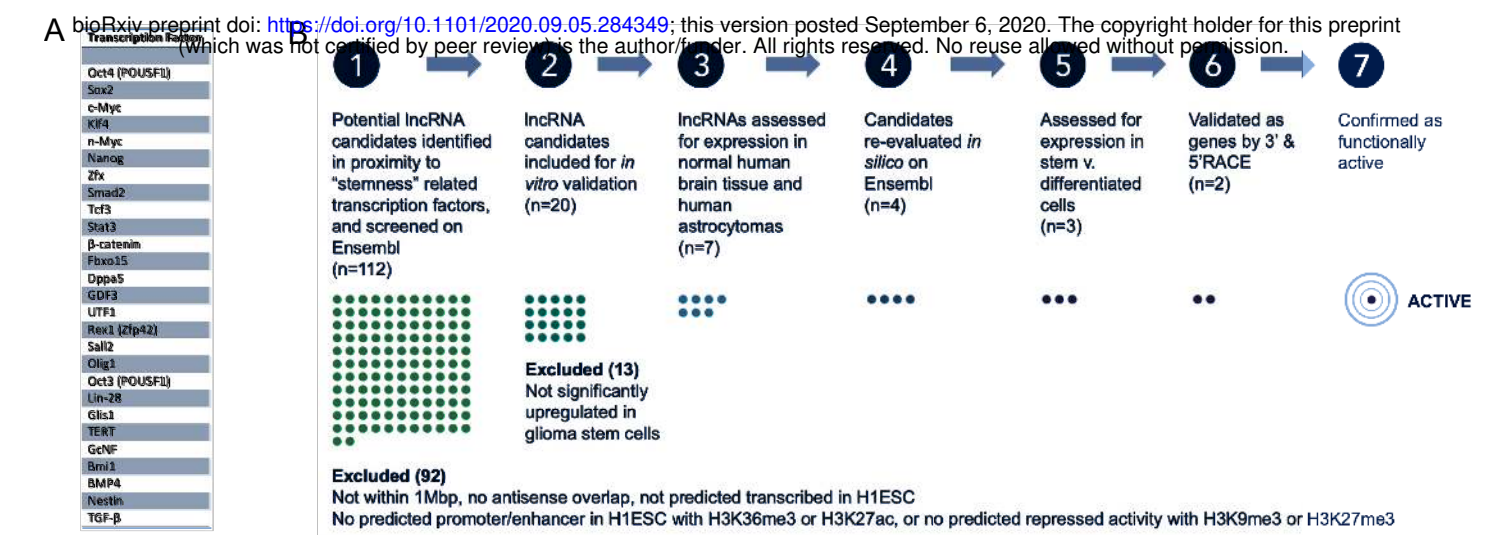 bioRxiv preprint doi: https://doi.org/10.1101/2020.09.05.284349; this version posted September 6, 2020. The copyright holder for this preprint
(which was not certified by peer review) is the author/funder. All rights reserved. No reuse allowed without permission.
A
Transcription Factor
Oct4 (POU5F1)
Sox2
c-Myc
Klf4
n-Myc
Nanog
Zfx
Smad2
Tcf3
Stat3
β-catenin
Fbxo15
Dppa5
GDF3
UTF1
Rex1 (Zfp42)
Sall2
Olig1
Oct3 (POU5F1)
Lin-28
Glis1
TERT
GcNF
Bmi1
BMP4
Nestin
TGF-β
B
1
Potential lncRNA
candidates identified
in proximity to
"stemness" related
transcription factors,
and screened on
Ensembl
(n=112)
2
lncRNA
candidates
included for in
vitro validation
(n=20)
3
lncRNAs assessed
for expression in
normal human
brain tissue and
human
astrocytomas
(n=7)
4
Candidates
re-evaluated in
silico on
Ensembl
(n=4)
5
Assessed for
expression in
stem v.
differentiated
cells
(n=3)
6
Validated as
genes by 3' &
5'RACE
(n=2)
7
Confirmed as
functionally
active
ACTIVE
Excluded (13)
Not significantly
upregulated in
glioma stem cells
Excluded (92)
Not within 1Mbp, no antisense overlap, not predicted transcribed in H1ESC
No predicted promoter/enhancer in H1ESC with H3K36me3 or H3K27ac, or no predicted repressed activity with H3K9me3 or H3K27me3